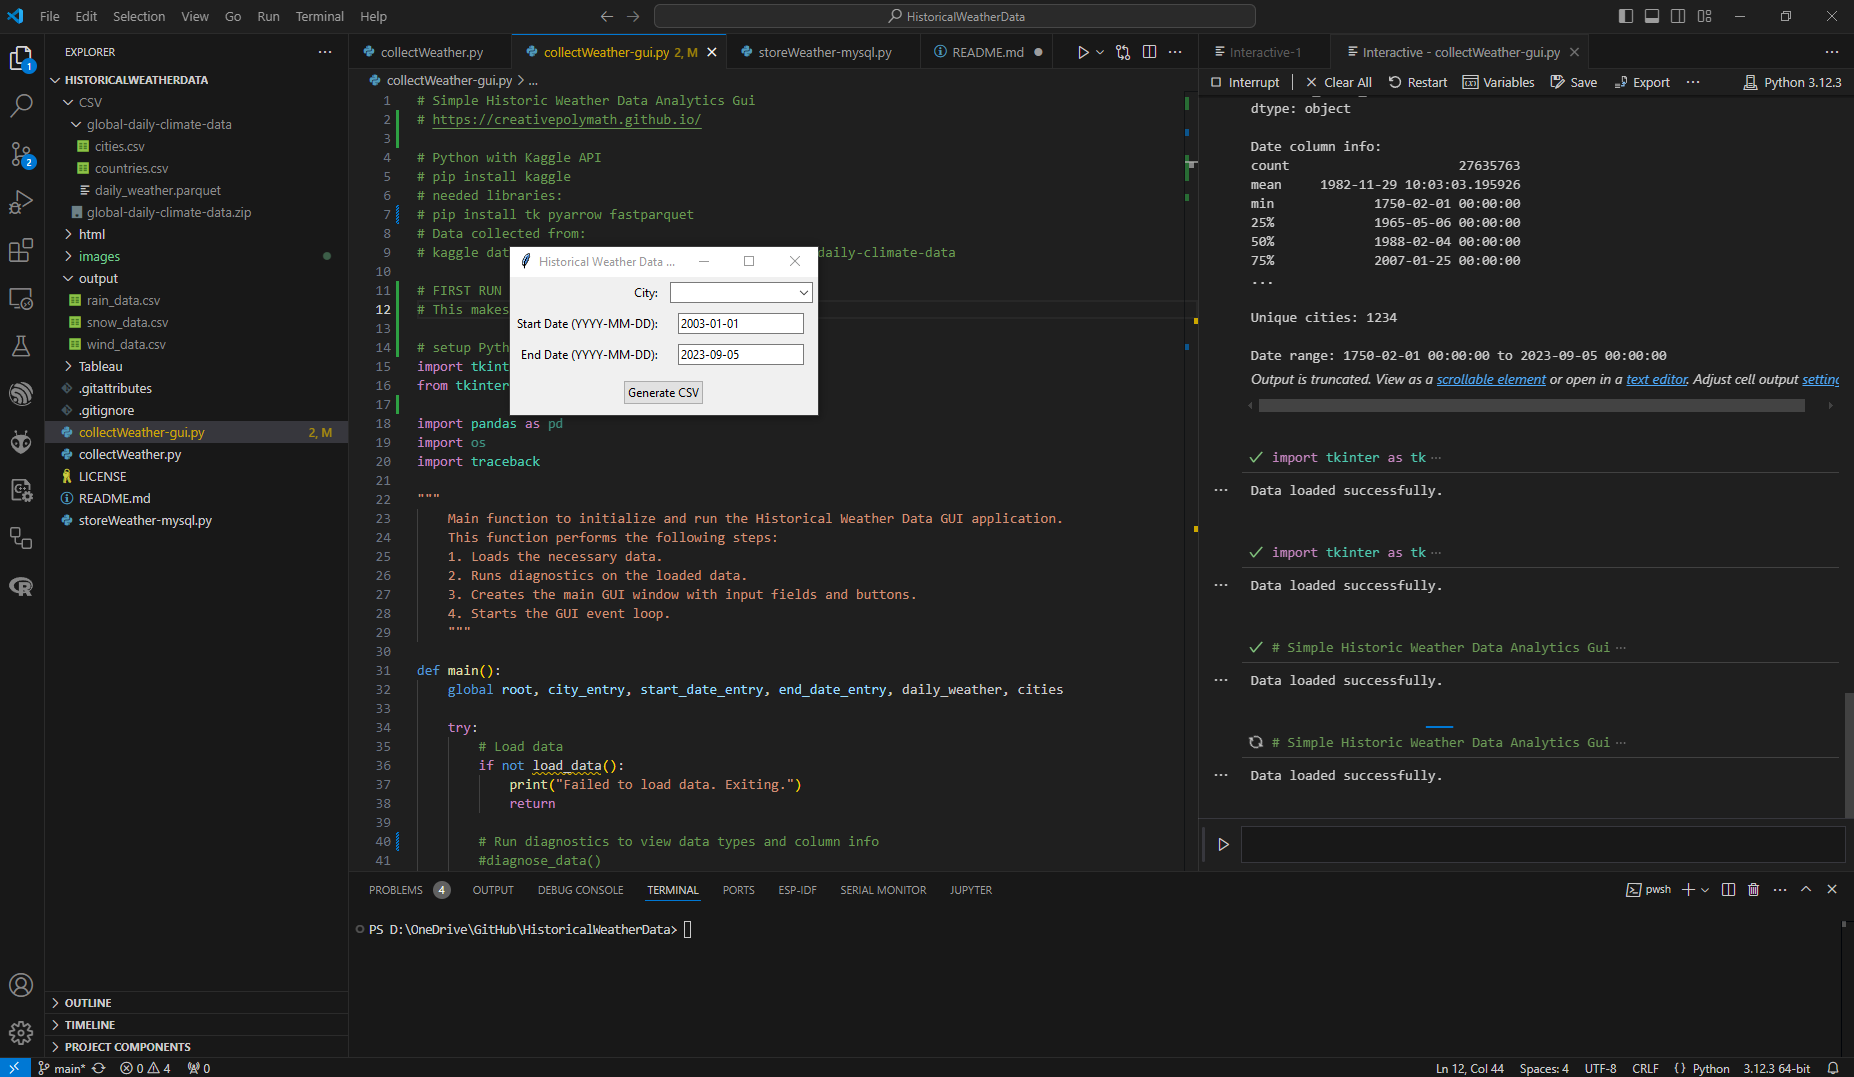 File Edit Selection View Go Run Terminal Help
HistoricalWeatherData
EXPLORER
HISTORICALWEATHERDATA
CSV
global-daily-climate-data
cities.csv
countries.csv
daily_weather.parquet
global-daily-climate-data.zip
html
images
output
rain_data.csv
snow_data.csv
wind_data.csv
Tableau
.gitattributes
.gitignore
collectWeather-gui.py 2, M
collectWeather.py
LICENSE
README.md
storeWeather-mysql.py
OUTLINE
TIMELINE
PROJECT COMPONENTS
1
2
collectWeather.py
collectWeather-gui.py 2, M
storeWeather-mysql.py
README.md
collectWeather-gui.py > ...
1 # Simple Historic Weather Data Analytics Gui
2 # https://creativepolymath.github.io/
3
4 # Python with Kaggle API
5 # pip install kaggle
6 # needed libraries:
7 # pip install tk pyarrow fastparquet
8 # Data collected from:
9 # kaggle dat daily-climate-data
10
11 # FIRST RUN
12 # This makes
13
14 # setup Pyth
15 import tkint
16 from tkinter
17
18 import pandas as pd
19 import os
20 import traceback
21
22 """
23 Main function to initialize and run the Historical Weather Data GUI application.
24 This function performs the following steps:
25 1. Loads the necessary data.
26 2. Runs diagnostics on the loaded data.
27 3. Creates the main GUI window with input fields and buttons.
28 4. Starts the GUI event loop.
29 """
30
31 def main():
32 global root, city_entry, start_date_entry, end_date_entry, daily_weather, cities
33
34 try:
35 # Load data
36 if not load_data():
37 print("Failed to load data. Exiting.")
38 return
39
40 # Run diagnostics to view data types and column info
41 #diagnose_data()
Historical Weather Data ...
City:
Start Date (YYYY-MM-DD): 2003-01-01
End Date (YYYY-MM-DD): 2023-09-05
Generate CSV
Interactive-1
Interactive - collectWeather-gui.py
Interrupt Clear All Restart Variables Save Export ... Python 3.12.3
dtype: object
Date column info:
count 27635763
mean 1982-11-29 10:03:03.195926
min 1750-02-01 00:00:00
25% 1965-05-06 00:00:00
50% 1988-02-04 00:00:00
75% 2007-01-25 00:00:00
...
Unique cities: 1234
Date range: 1750-02-01 00:00:00 to 2023-09-05 00:00:00
Output is truncated. View as a scrollable element or open in a text editor. Adjust cell output setting
import tkinter as tk ...
Data loaded successfully.
import tkinter as tk ...
Data loaded successfully.
# Simple Historic Weather Data Analytics Gui ...
Data loaded successfully.
# Simple Historic Weather Data Analytics Gui ...
Data loaded successfully.
PROBLEMS 4 OUTPUT DEBUG CONSOLE TERMINAL PORTS ESP-IDF SERIAL MONITOR JUPYTER
pwsh
PS D:\OneDrive\GitHub\HistoricalWeatherData>
main* 0 4 0
Ln 12, Col 44 Spaces: 4 UTF-8 CRLF {} Python 3.12.3 64-bit